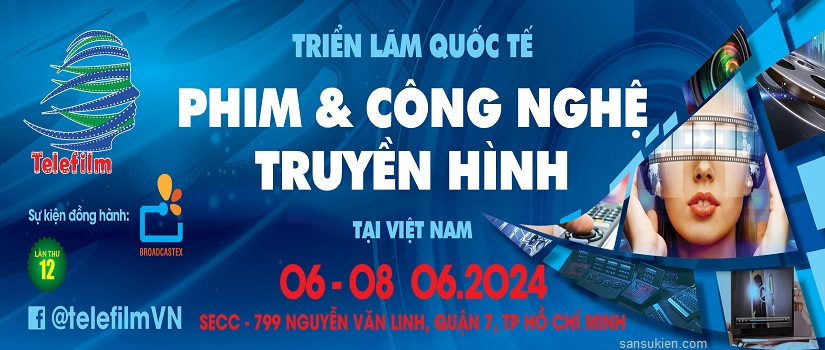 TRIỂN LÃM QUỐC TẾ
PHIM & CÔNG NGHỆ
TRUYỀN HÌNH
TẠI VIỆT NAM
Telefilm
Sự kiện đồng hành:
BROADCASTEX
LẦN THỨ
12
06 - 08 06.2024
@telefilmVN
SECC - 799 NGUYỄN VĂN LINH, QUẬN 7, TP HỒ CHÍ MINH
sansukien.com